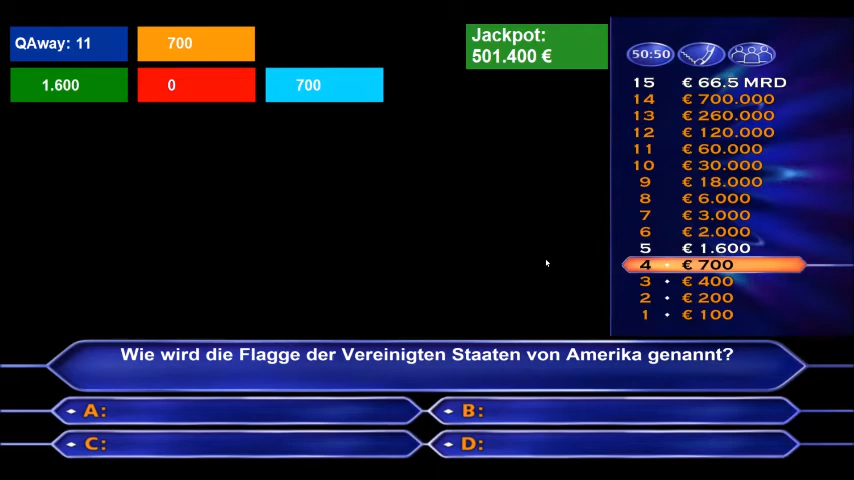 QAway: 11
700
Jackpot:
501.400 €
1.600
0
700
50:50
15 € 66.5 MRD
14 € 700.000
13 € 260.000
12 € 120.000
11 € 60.000
10 € 30.000
9 € 18.000
8 € 6.000
7 € 3.000
6 € 2.000
5 € 1.600
4 € 700
3 € 400
2 € 200
1 € 100
Wie wird die Flagge der Vereinigten Staaten von Amerika genannt?
A:
B:
C:
D: